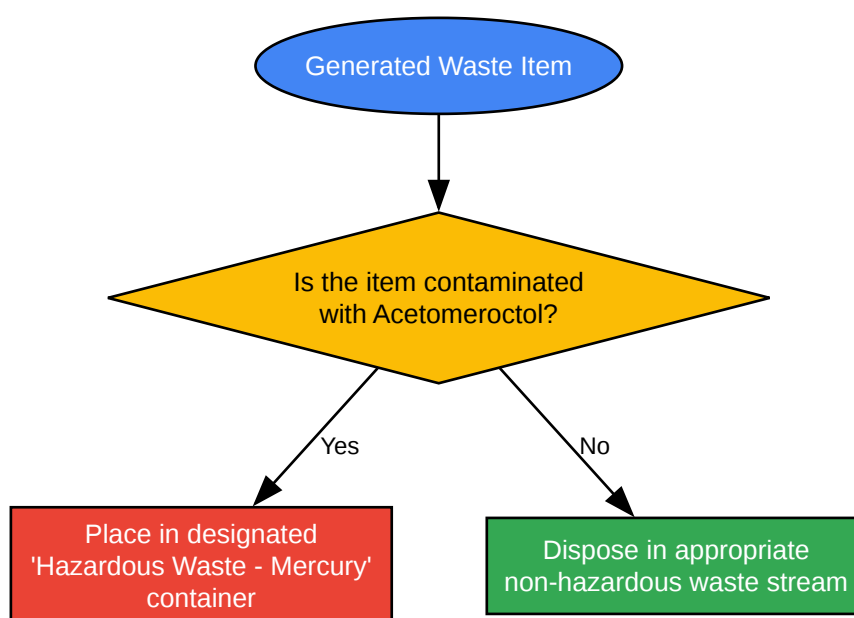 Generated Waste Item
Is the item contaminated
with Acetomeroctol?
Yes
No
Place in designated
'Hazardous Waste - Mercury'
container
Dispose in appropriate
non-hazardous waste stream